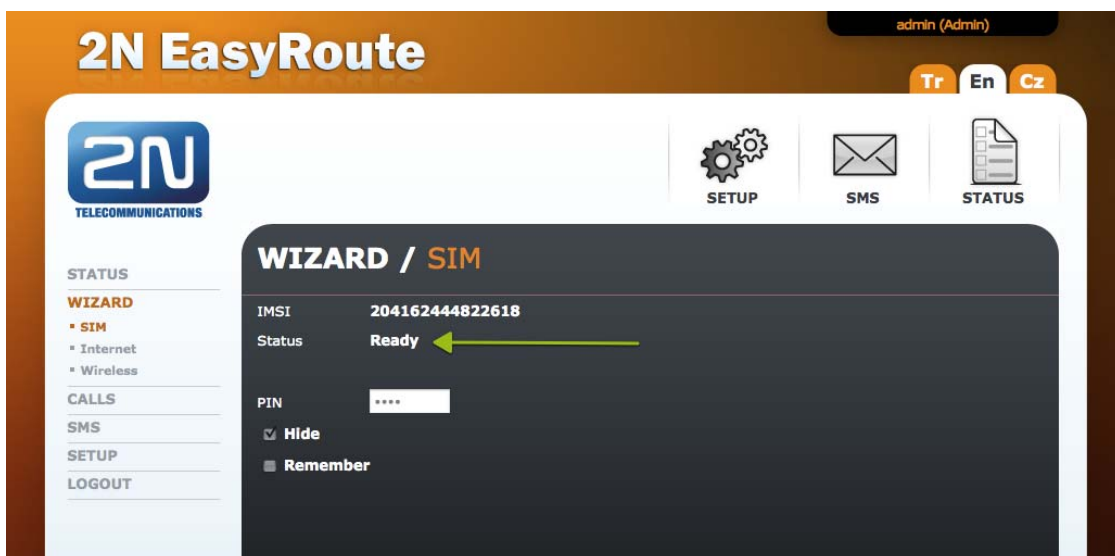 admin (Admin)
2N EasyRoute
Tr En Cz
2N
TELECOMMUNICATIONS
SETUP SMS STATUS
WIZARD / SIM
STATUS
WIZARD
SIM
Internet
Wireless
CALLS
SMS
SETUP
LOGOUT
IMSI 204162444822618
Status Ready
PIN ••••
Hide
Remember